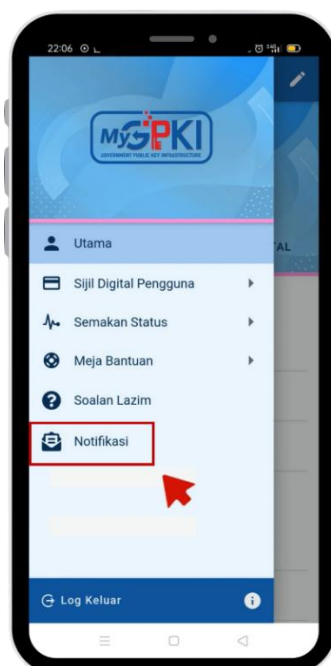 22:06
MyGPKI
GOVERNMENT PUBLIC KEY INFRASTRUCTURE
Utama
AL
Sijil Digital Pengguna
Semakan Status
Meja Bantuan
Soalan Lazim
Notifikasi
Log Keluar